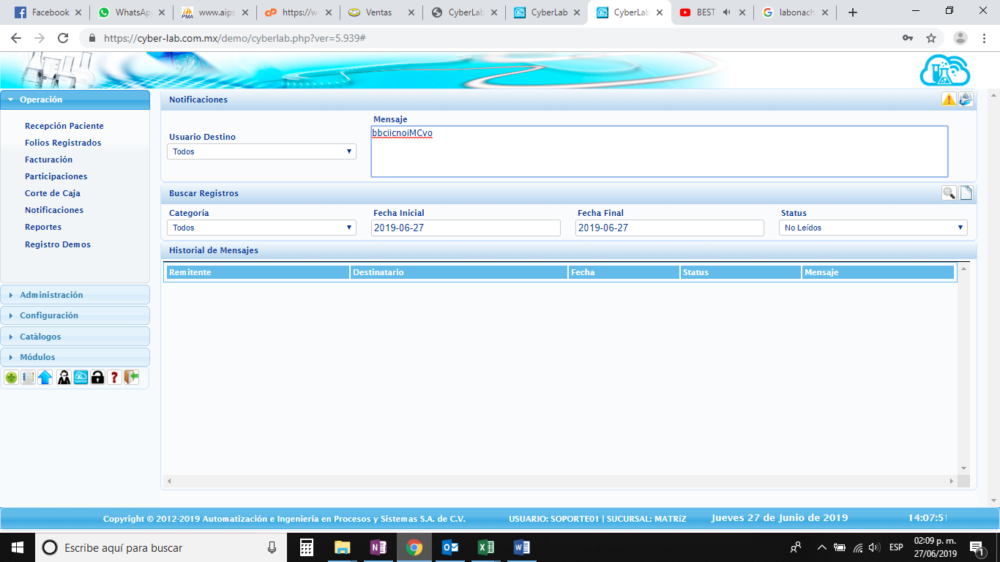 Facebook
WhatsApp
www.aips
https://w
Ventas
CyberLab
CyberLab
CyberLab
BEST
labonach
https://cyber-lab.com.mx/demo/cyberlab.php?ver=5.939#
Operación
Recepción Paciente
Folios Registrados
Facturación
Participaciones
Corte de Caja
Notificaciones
Reportes
Registro Demos
Administración
Configuración
Catálogos
Módulos
Notificaciones
Mensaje
bbciicnoiMCvo
Usuario Destino
Todos
Buscar Registros
Categoría Fecha Inicial Fecha Final Status
Todos 2019-06-27 2019-06-27 No Leídos
Historial de Mensajes
Remitente Destinatario Fecha Status Mensaje
Copyright © 2012-2019 Automatización e Ingeniería en Procesos y Sistemas S.A. de C.V. USUARIO: SOPORTE01 | SUCURSAL: MATRíZ Jueves 27 de Junio de 2019 14:07:51
Escribe aquí para buscar
ESP
02:09 p. m.
27/06/2019
1